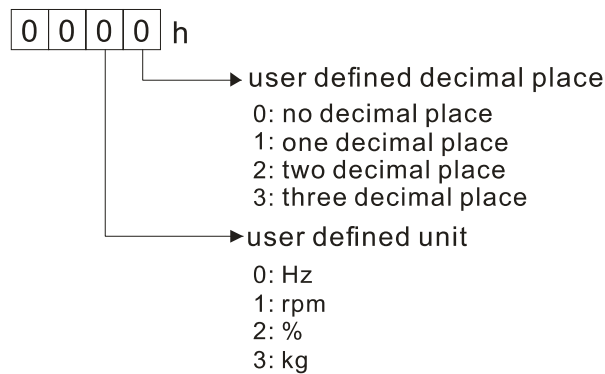 0 0 0 0 h
user defined decimal place
0: no decimal place
1: one decimal place
2: two decimal place
3: three decimal place
user defined unit
0: Hz
1: rpm
2: %
3: kg